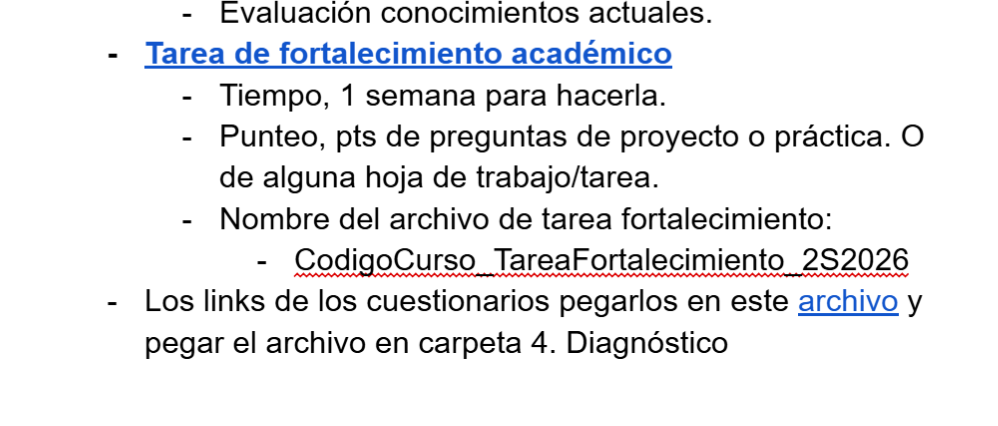 - Evaluación conocimientos actuales.
- Tarea de fortalecimiento académico
- Tiempo, 1 semana para hacerla.
- Punteo, pts de preguntas de proyecto o práctica. O
de alguna hoja de trabajo/tarea.
- Nombre del archivo de tarea fortalecimiento:
- CodigoCurso_TareaFortalecimiento_2S2026
- Los links de los cuestionarios pegarlos en este archivo y
pegar el archivo en carpeta 4. Diagnóstico